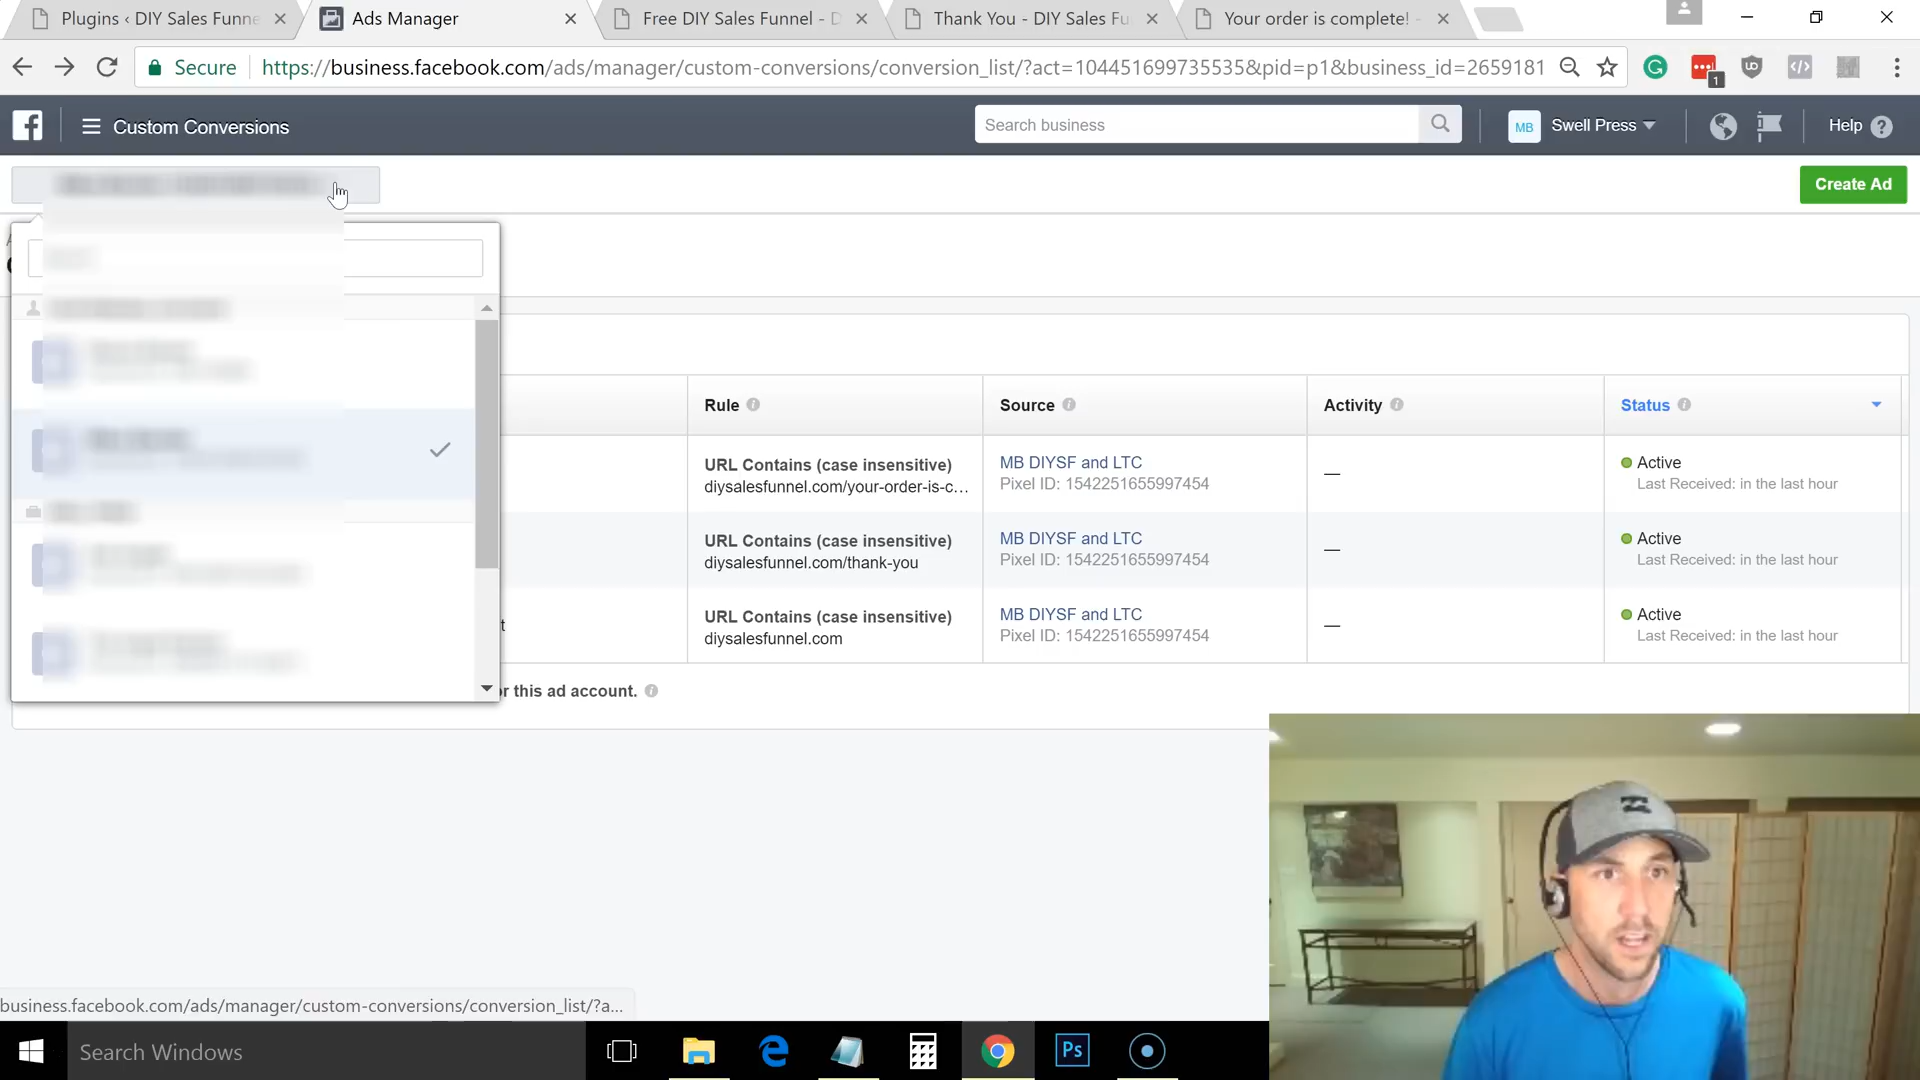 Plugins ‹ DIY Sales Funne
Ads Manager
Free DIY Sales Funnel - D
Thank You - DIY Sales Fu
Your order is complete! -
Secure
https://business.facebook.com/ads/manager/custom-conversions/conversion_list/?act=104451699735535&pid=p1&business_id=2659181
1
Custom Conversions
Search business
MB
Swell Press
Help
Create Ad
Rule
Source
Activity
Status
URL Contains (case insensitive)
diysalesfunnel.com/your-order-is-c...
MB DIYSF and LTC
Pixel ID: 1542251655997454
—
Active
Last Received: in the last hour
URL Contains (case insensitive)
diysalesfunnel.com/thank-you
MB DIYSF and LTC
Pixel ID: 1542251655997454
—
Active
Last Received: in the last hour
t
URL Contains (case insensitive)
diysalesfunnel.com
MB DIYSF and LTC
Pixel ID: 1542251655997454
—
Active
Last Received: in the last hour
or this ad account.
business.facebook.com/ads/manager/custom-conversions/conversion_list/?a...
Search Windows
Ps